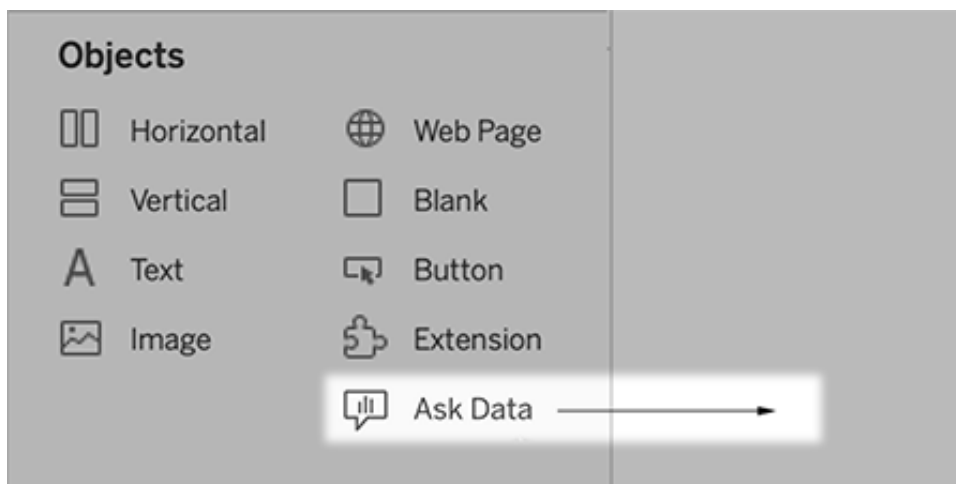 Objects
Horizontal
Web Page
Vertical
Blank
Text
Button
Image
Extension
Ask Data